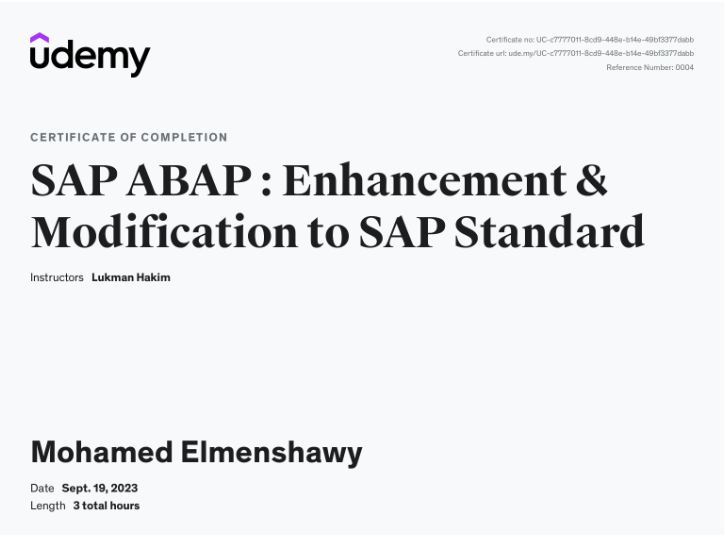 udemy
Certificate no: UC-c7777011-8cd9-448e-b14e-49bf3377dabb
Certificate url: ude.my/UC-c7777011-8cd9-448e-b14e-49bf3377dabb
Reference Number: 0004
CERTIFICATE OF COMPLETION
SAP ABAP : Enhancement &
Modification to SAP Standard
Instructors Lukman Hakim
Mohamed Elmenshawy
Date Sept. 19, 2023
Length 3 total hours